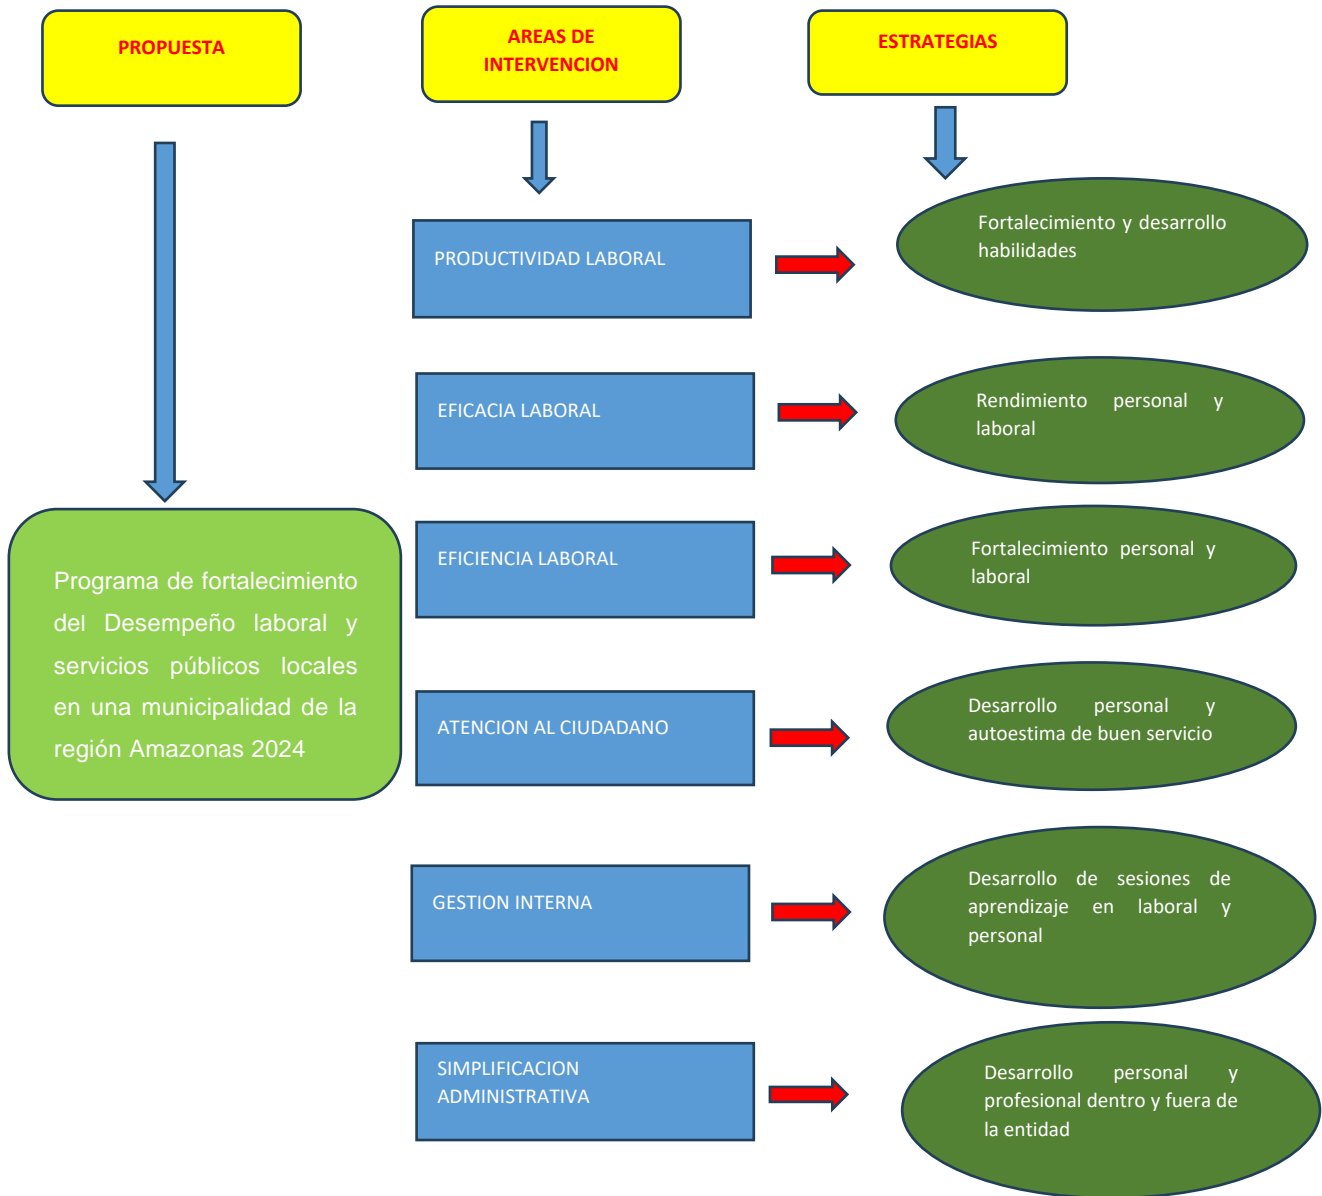 PROPUESTA
AREAS DE
INTERVENCION
ESTRATEGIAS
PRODUCTIVIDAD LABORAL
Fortalecimiento y desarrollo
habilidades
EFICACIA LABORAL
Rendimiento personal y
laboral
Programa de fortalecimiento
del Desempeño laboral y
servicios públicos locales
en una municipalidad de la
región Amazonas 2024
EFICIENCIA LABORAL
Fortalecimiento personal y
laboral
ATENCION AL CIUDADANO
Desarrollo personal y
autoestima de buen servicio
GESTION INTERNA
Desarrollo de sesiones de
aprendizaje en laboral y
personal
SIMPLIFICACION
ADMINISTRATIVA
Desarrollo personal y
profesional dentro y fuera de
la entidad